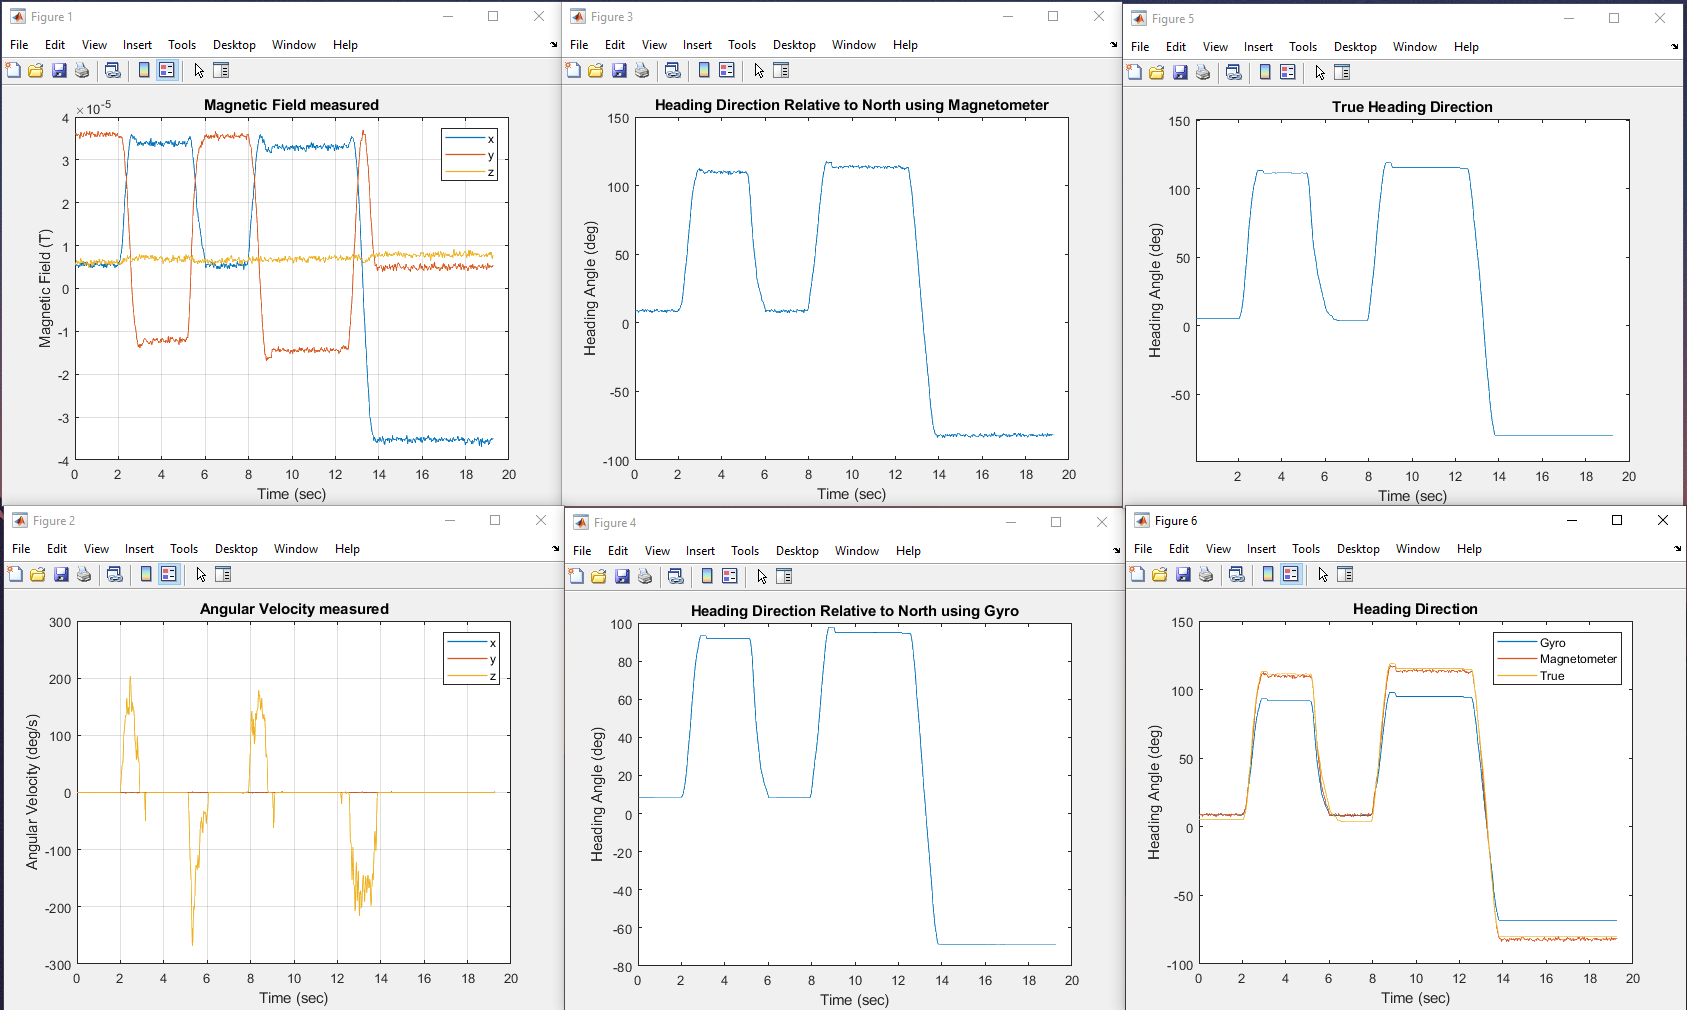 Figure 1
File Edit View Insert Tools Desktop Window Help
Magnetic Field measured
×10^-5
4
3
2
1
0
-1
-2
-3
-4
Magnetic Field (T)
x
y
z
0 2 4 6 8 10 12 14 16 18 20
Time (sec)
Figure 3
File Edit View Insert Tools Desktop Window Help
Heading Direction Relative to North using Magnetometer
150
100
50
0
-50
-100
Heading Angle (deg)
0 2 4 6 8 10 12 14 16 18 20
Time (sec)
Figure 5
File Edit View Insert Tools Desktop Window Help
True Heading Direction
150
100
50
0
-50
Heading Angle (deg)
2 4 6 8 10 12 14 16 18 20
Time (sec)
Figure 2
File Edit View Insert Tools Desktop Window Help
Angular Velocity measured
300
200
100
0
-100
-200
-300
Angular Velocity (deg/s)
x
y
z
0 2 4 6 8 10 12 14 16 18 20
Time (sec)
Figure 4
File Edit View Insert Tools Desktop Window Help
Heading Direction Relative to North using Gyro
100
80
60
40
20
0
-20
-40
-60
-80
Heading Angle (deg)
0 2 4 6 8 10 12 14 16 18 20
Time (sec)
Figure 6
File Edit View Insert Tools Desktop Window Help
Heading Direction
150
100
50
0
-50
-100
Heading Angle (deg)
Gyro
Magnetometer
True
0 2 4 6 8 10 12 14 16 18 20
Time (sec)